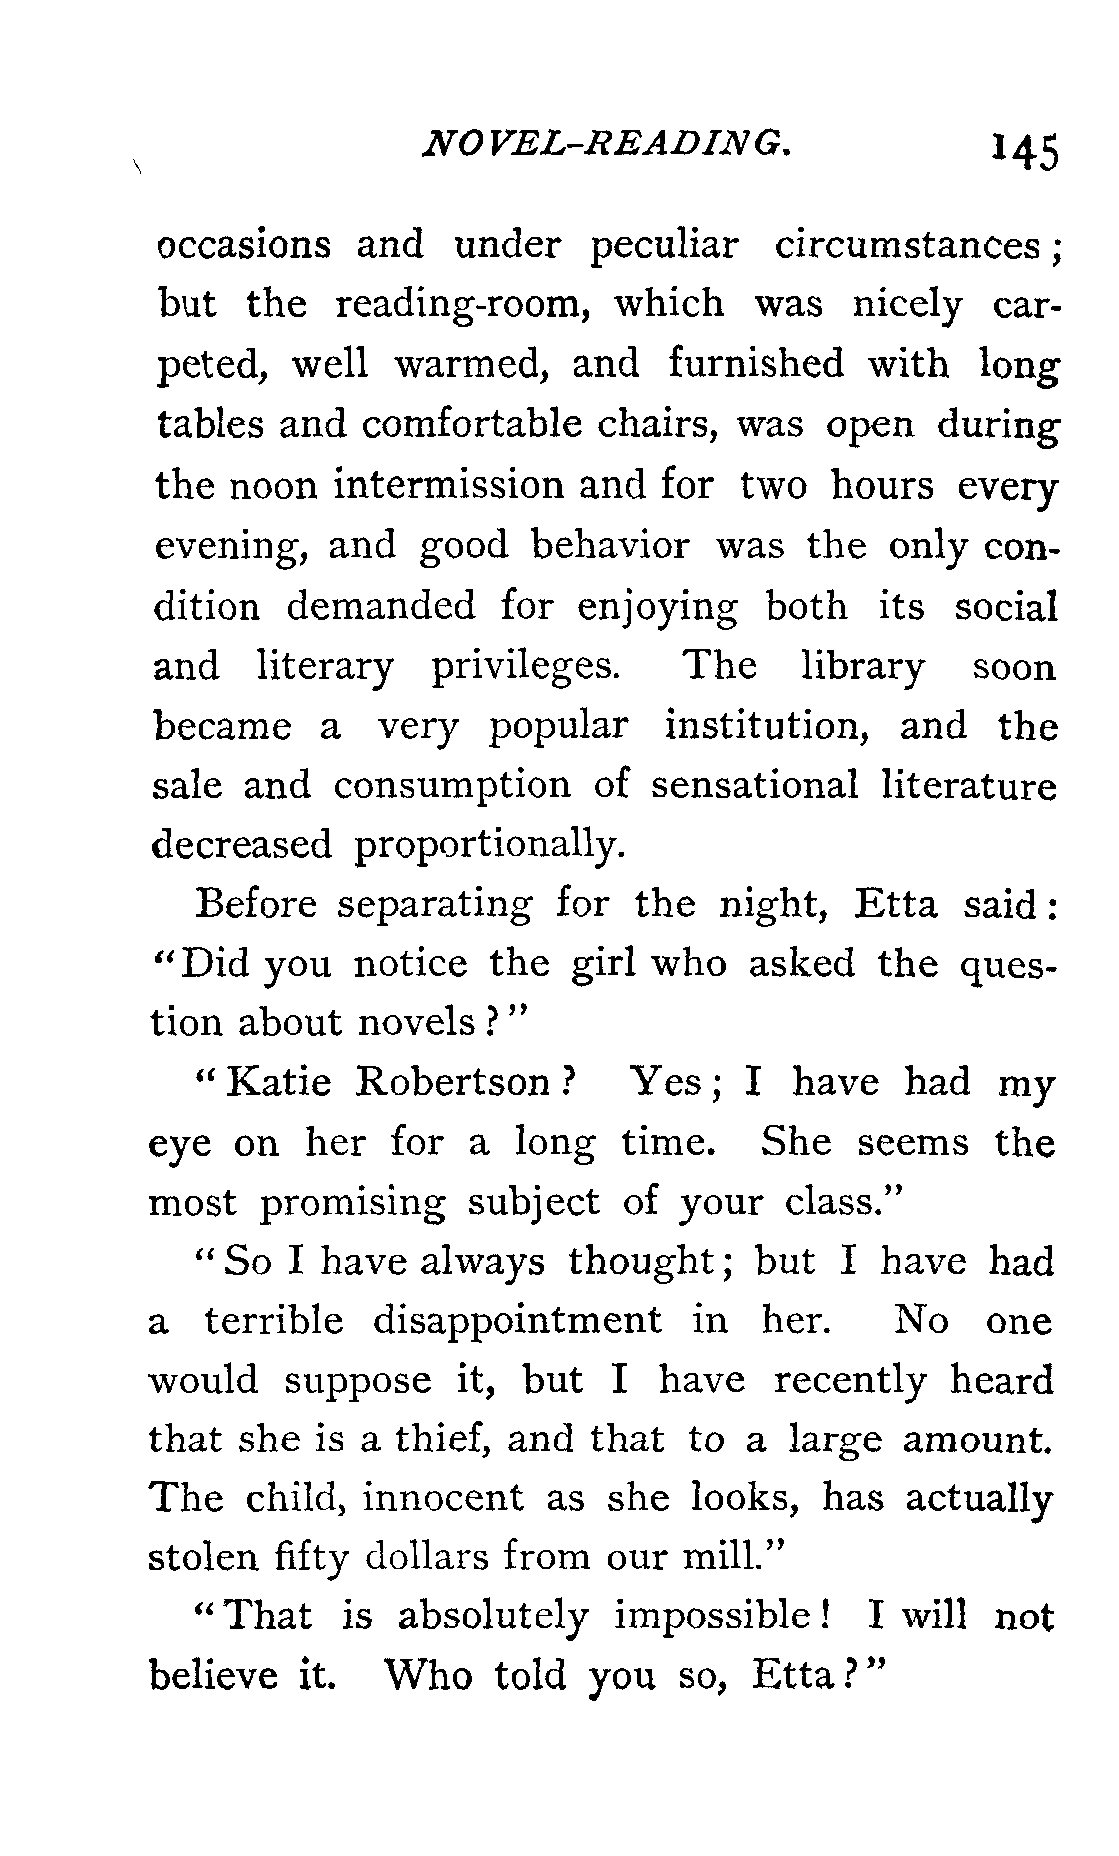 NOVEL-READING. 145
occasions and under peculiar circumstances;
but the reading-room, which was nicely car-
peted, well warmed, and furnished with long
tables and comfortable chairs, was open during
the noon intermission and for two hours every
evening, and good behavior was the only con-
dition demanded for enjoying both its social
and literary privileges. The library soon
became a very popular institution, and the
sale and consumption of sensational literature
decreased proportionally.
Before separating for the night, Etta said:
"Did you notice the girl who asked the ques-
tion about novels?"
"Katie Robertson? Yes; I have had my
eye on her for a long time. She seems the
most promising subject of your class."
"So I have always thought; but I have had
a terrible disappointment in her. No one
would suppose it, but I have recently heard
that she is a thief, and that to a large amount.
The child, innocent as she looks, has actually
stolen fifty dollars from our mill."
"That is absolutely impossible! I will not
believe it. Who told you so, Etta?"